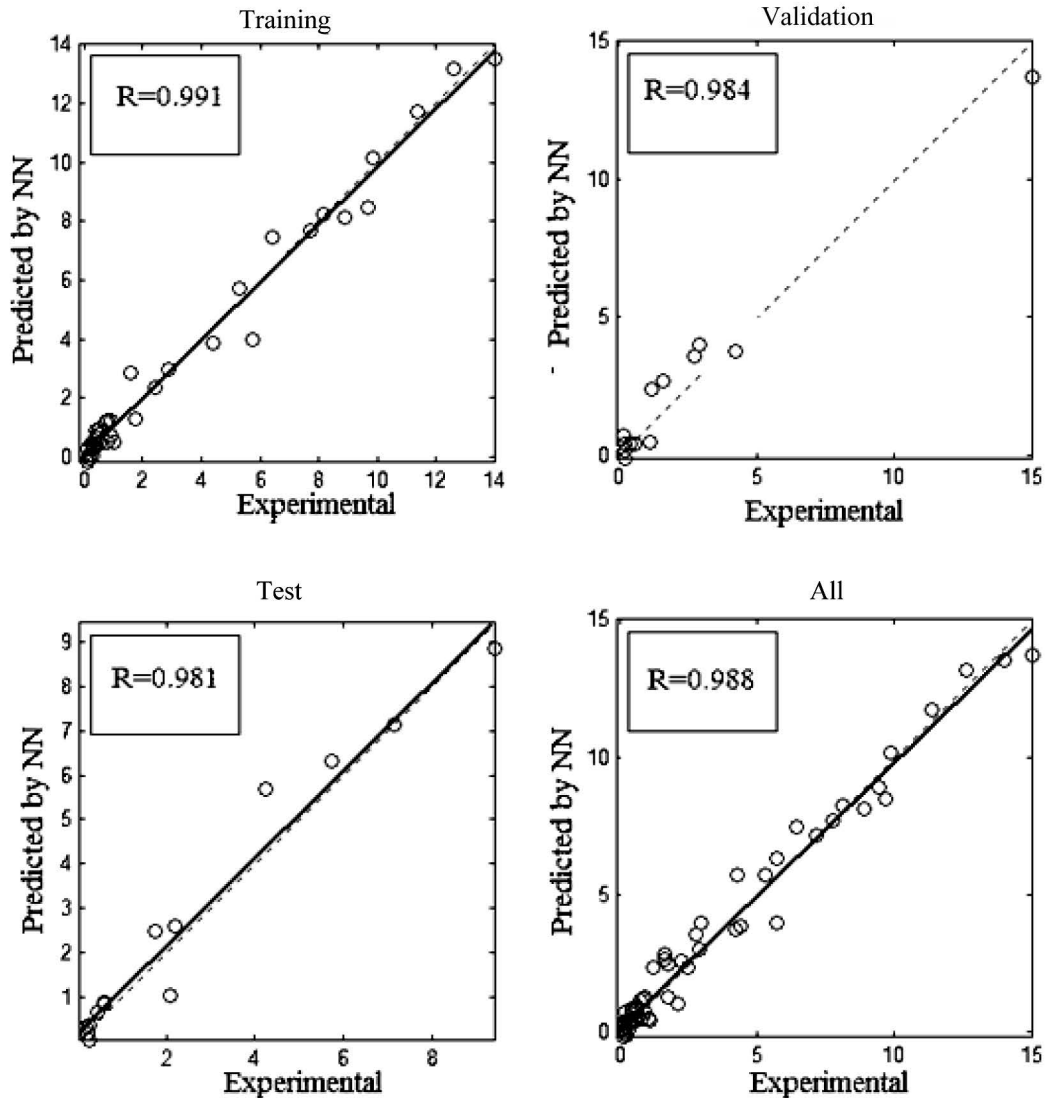 Training
14
12
10
8
6
4
2
0
R=0.991
Predicted by NN
0 2 4 6 8 10 12 14
Experimental
Validation
15
10
5
0
R=0.984
Predicted by NN
0 5 10 15
Experimental
Test
9
8
7
6
5
4
3
2
1
R=0.981
Predicted by NN
2 4 6 8
Experimental
All
15
10
5
0
R=0.988
Predicted by NN
0 5 10 15
Experimental